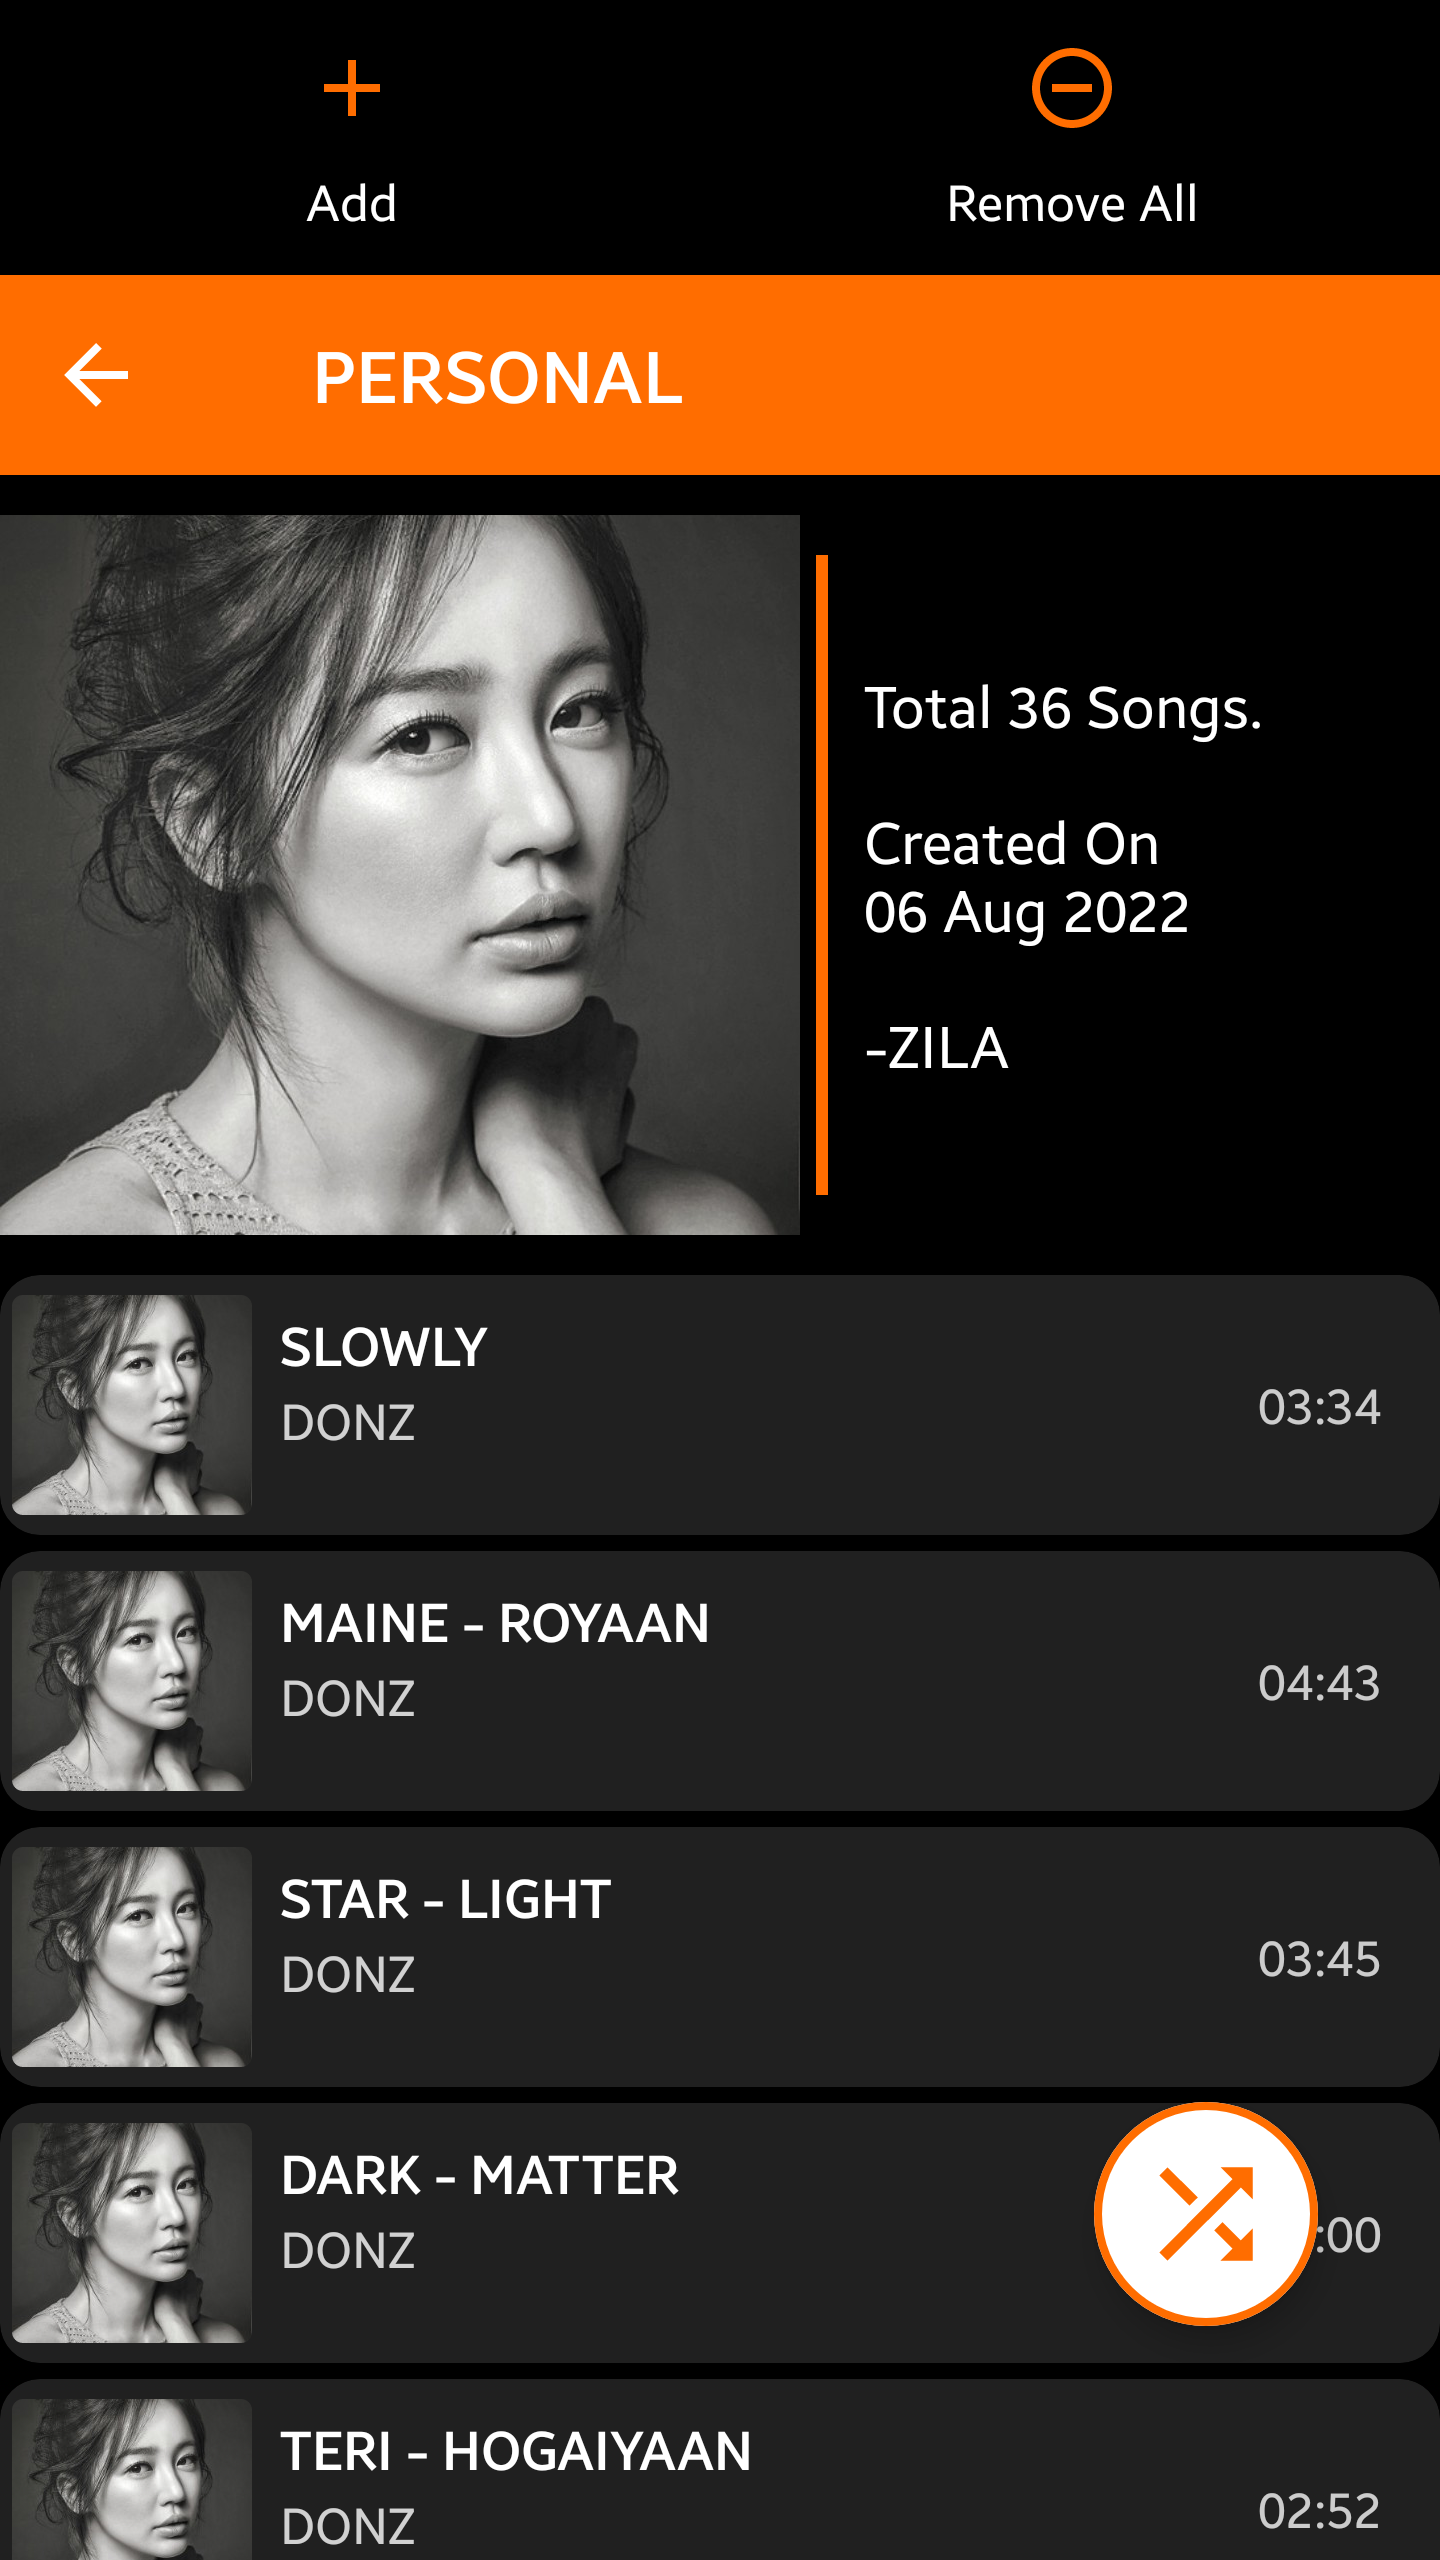 Add
Remove All
PERSONAL
Total 36 Songs.
Created On
06 Aug 2022
-ZILA
SLOWLY
DONZ
03:34
MAINE - ROYAAN
DONZ
04:43
STAR - LIGHT
DONZ
03:45
DARK - MATTER
DONZ
:00
TERI - HOGAIYAAN
DONZ
02:52